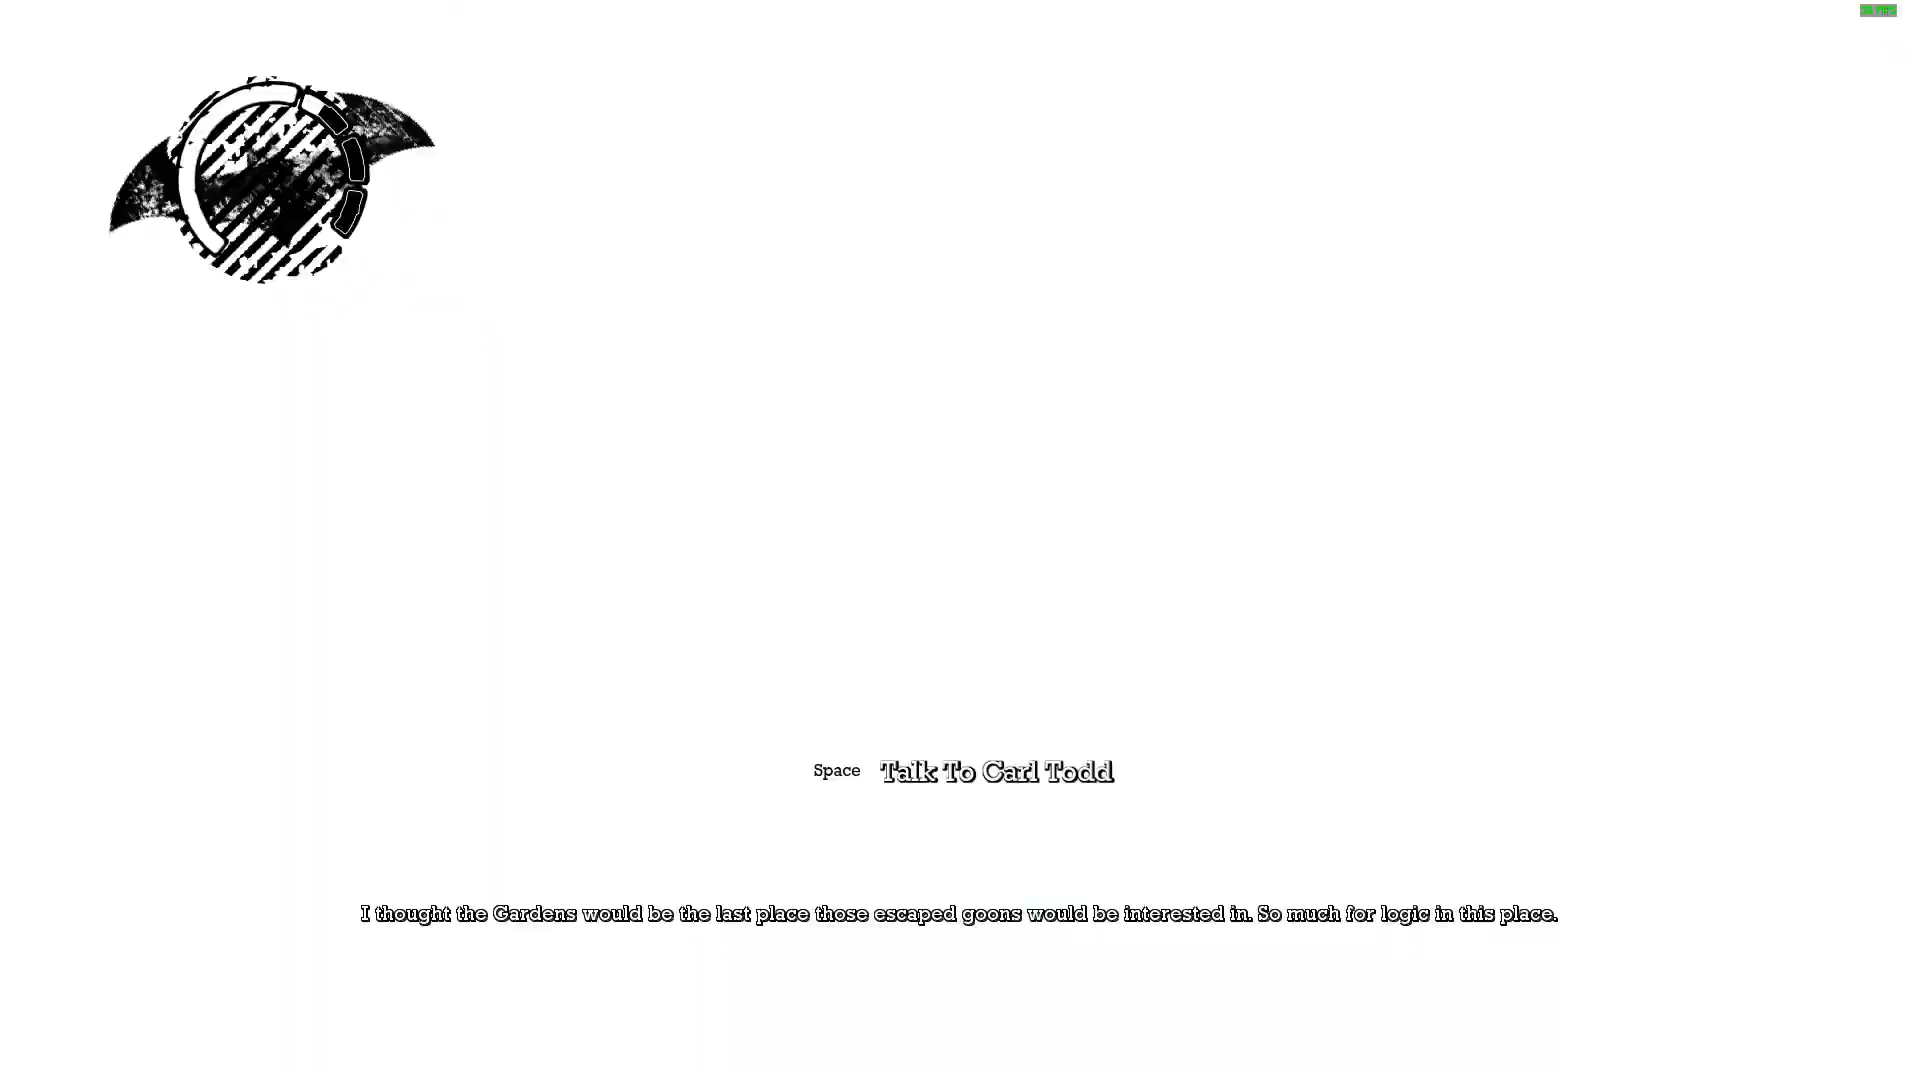 Space Talk To Carl Todd
I thought the Gardens would be the last place those escaped goons would be interested in. So much for logic in this place.